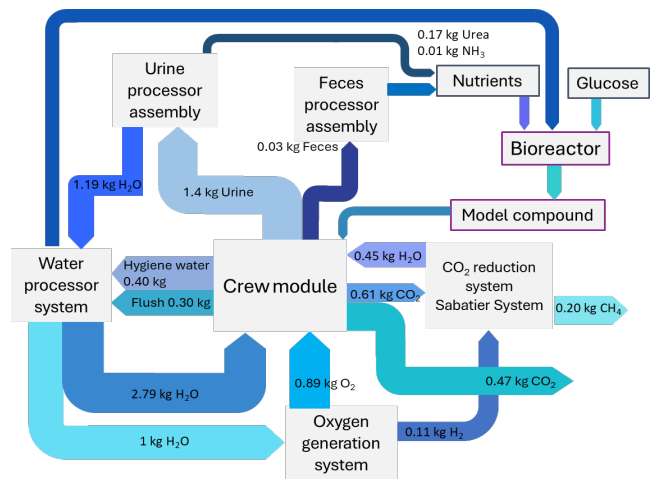 0.17 kg Urea
0.01 kg NH₃
Urine
processor
assembly
Feces
processor
assembly
Nutrients
Glucose
0.03 kg Feces
Bioreactor
1.19 kg H₂O
1.4 kg Urine
Model compound
Water
processor
system
Hygiene water
0.40 kg
Flush 0.30 kg
Crew module
0.45 kg H₂O
0.61 kg CO₂
CO₂ reduction
system
Sabatier System
0.20 kg CH₄
2.79 kg H₂O
0.89 kg O₂
0.47 kg CO₂
1 kg H₂O
Oxygen
generation
system
0.11 kg H₂